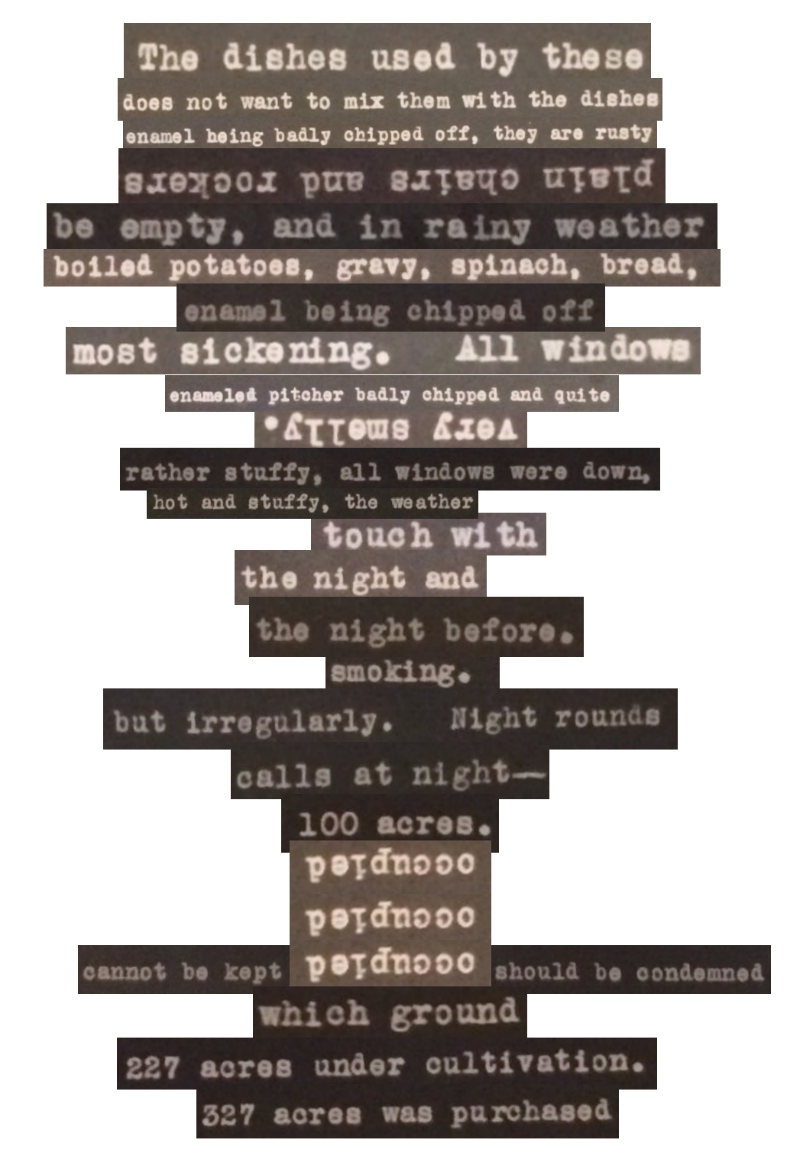 The dishes used by these
does not want to mix them with the dishes
enamel being badly chipped off, they are rusty
plain chairs and rockers
be empty, and in rainy weather
boiled potatoes, gravy, spinach, bread,
enamel being chipped off
most sickening. All windows
enameled pitcher badly chipped and quite
very smelly.
rather stuffy, all windows were down,
hot and stuffy, the weather
touch with
the night and
the night before.
smoking.
but irregularly. Night rounds
calls at night—
100 acres.
occupied
occupied
cannot be kept occupied should be condemned
which ground
227 acres under cultivation.
327 acres was purchased